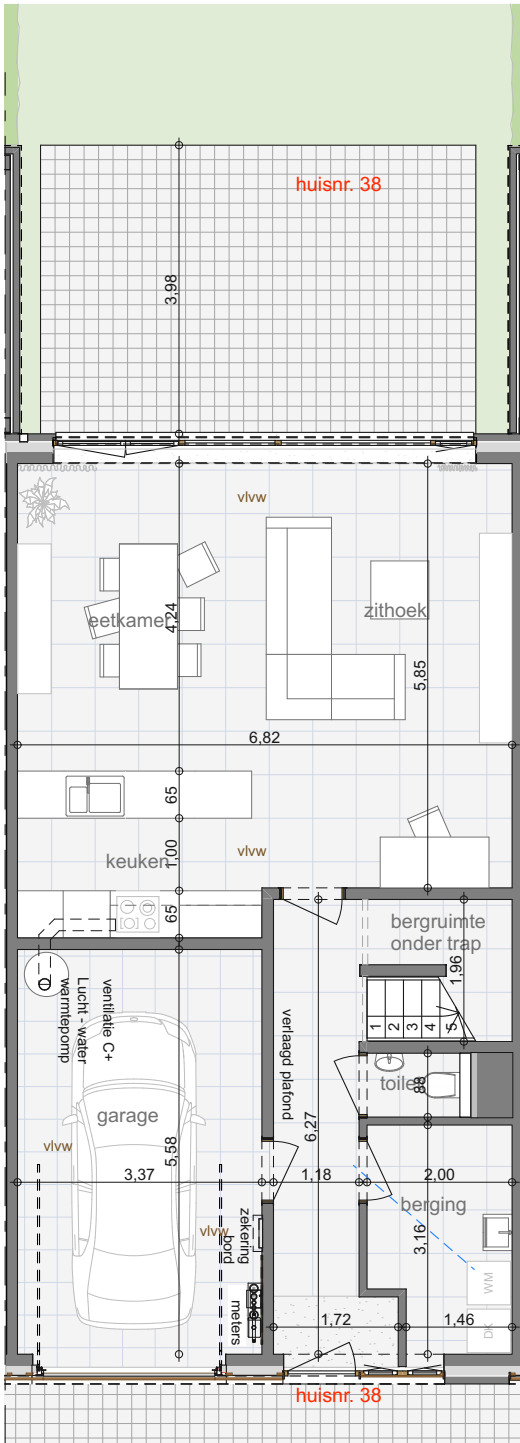 huisnr. 38
3,98
vlvw
eetkamer
4,24
zithoek
5,85
6,82
65
keuken
1,00
vlvw
65
bergruimte
onder trap
1,96
ventilatie C+
Lucht - water
warmtepomp
verlaagd plafond
1 2 3 4 5
toilet
88
garage
5,58
6,27
vlvw
3,37
1,18
2,00
berging
3,16
vlvw
zekering
bord
WM
meters
1,72
1,46
DK
huisnr. 38